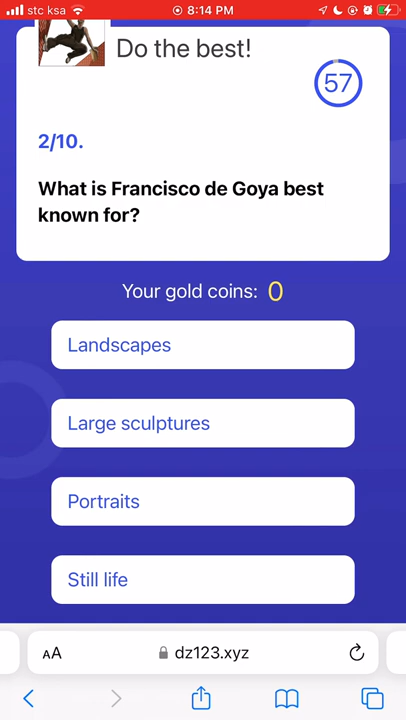 stc ksa 8:14 PM
Do the best!
57
2/10.
What is Francisco de Goya best
known for?
Your gold coins: 0
Landscapes
Large sculptures
Portraits
Still life
AA dz123.xyz